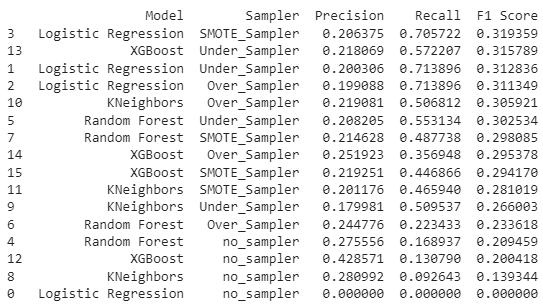 Model Sampler Precision Recall F1 Score
3 Logistic Regression SMOTE_Sampler 0.206375 0.705722 0.319359
13 XGBoost Under_Sampler 0.218069 0.572207 0.315789
1 Logistic Regression Under_Sampler 0.200306 0.713896 0.312836
2 Logistic Regression Over_Sampler 0.199088 0.713896 0.311349
10 KNeighbors Over_Sampler 0.219081 0.506812 0.305921
5 Random Forest Under_Sampler 0.208205 0.553134 0.302534
7 Random Forest SMOTE_Sampler 0.214628 0.487738 0.298085
14 XGBoost Over_Sampler 0.251923 0.356948 0.295378
15 XGBoost SMOTE_Sampler 0.219251 0.446866 0.294170
11 KNeighbors SMOTE_Sampler 0.201176 0.465940 0.281019
9 KNeighbors Under_Sampler 0.179981 0.509537 0.266003
6 Random Forest Over_Sampler 0.244776 0.223433 0.233618
4 Random Forest no_sampler 0.275556 0.168937 0.209459
12 XGBoost no_sampler 0.428571 0.130790 0.200418
8 KNeighbors no_sampler 0.280992 0.092643 0.139344
0 Logistic Regression no_sampler 0.000000 0.000000 0.000000